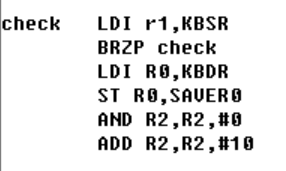 check LDI r1,KBSR
BRZP check
LDI R0,KBDR
ST R0,SAVER0
AND R2,R2,#0
ADD R2,R2,#10